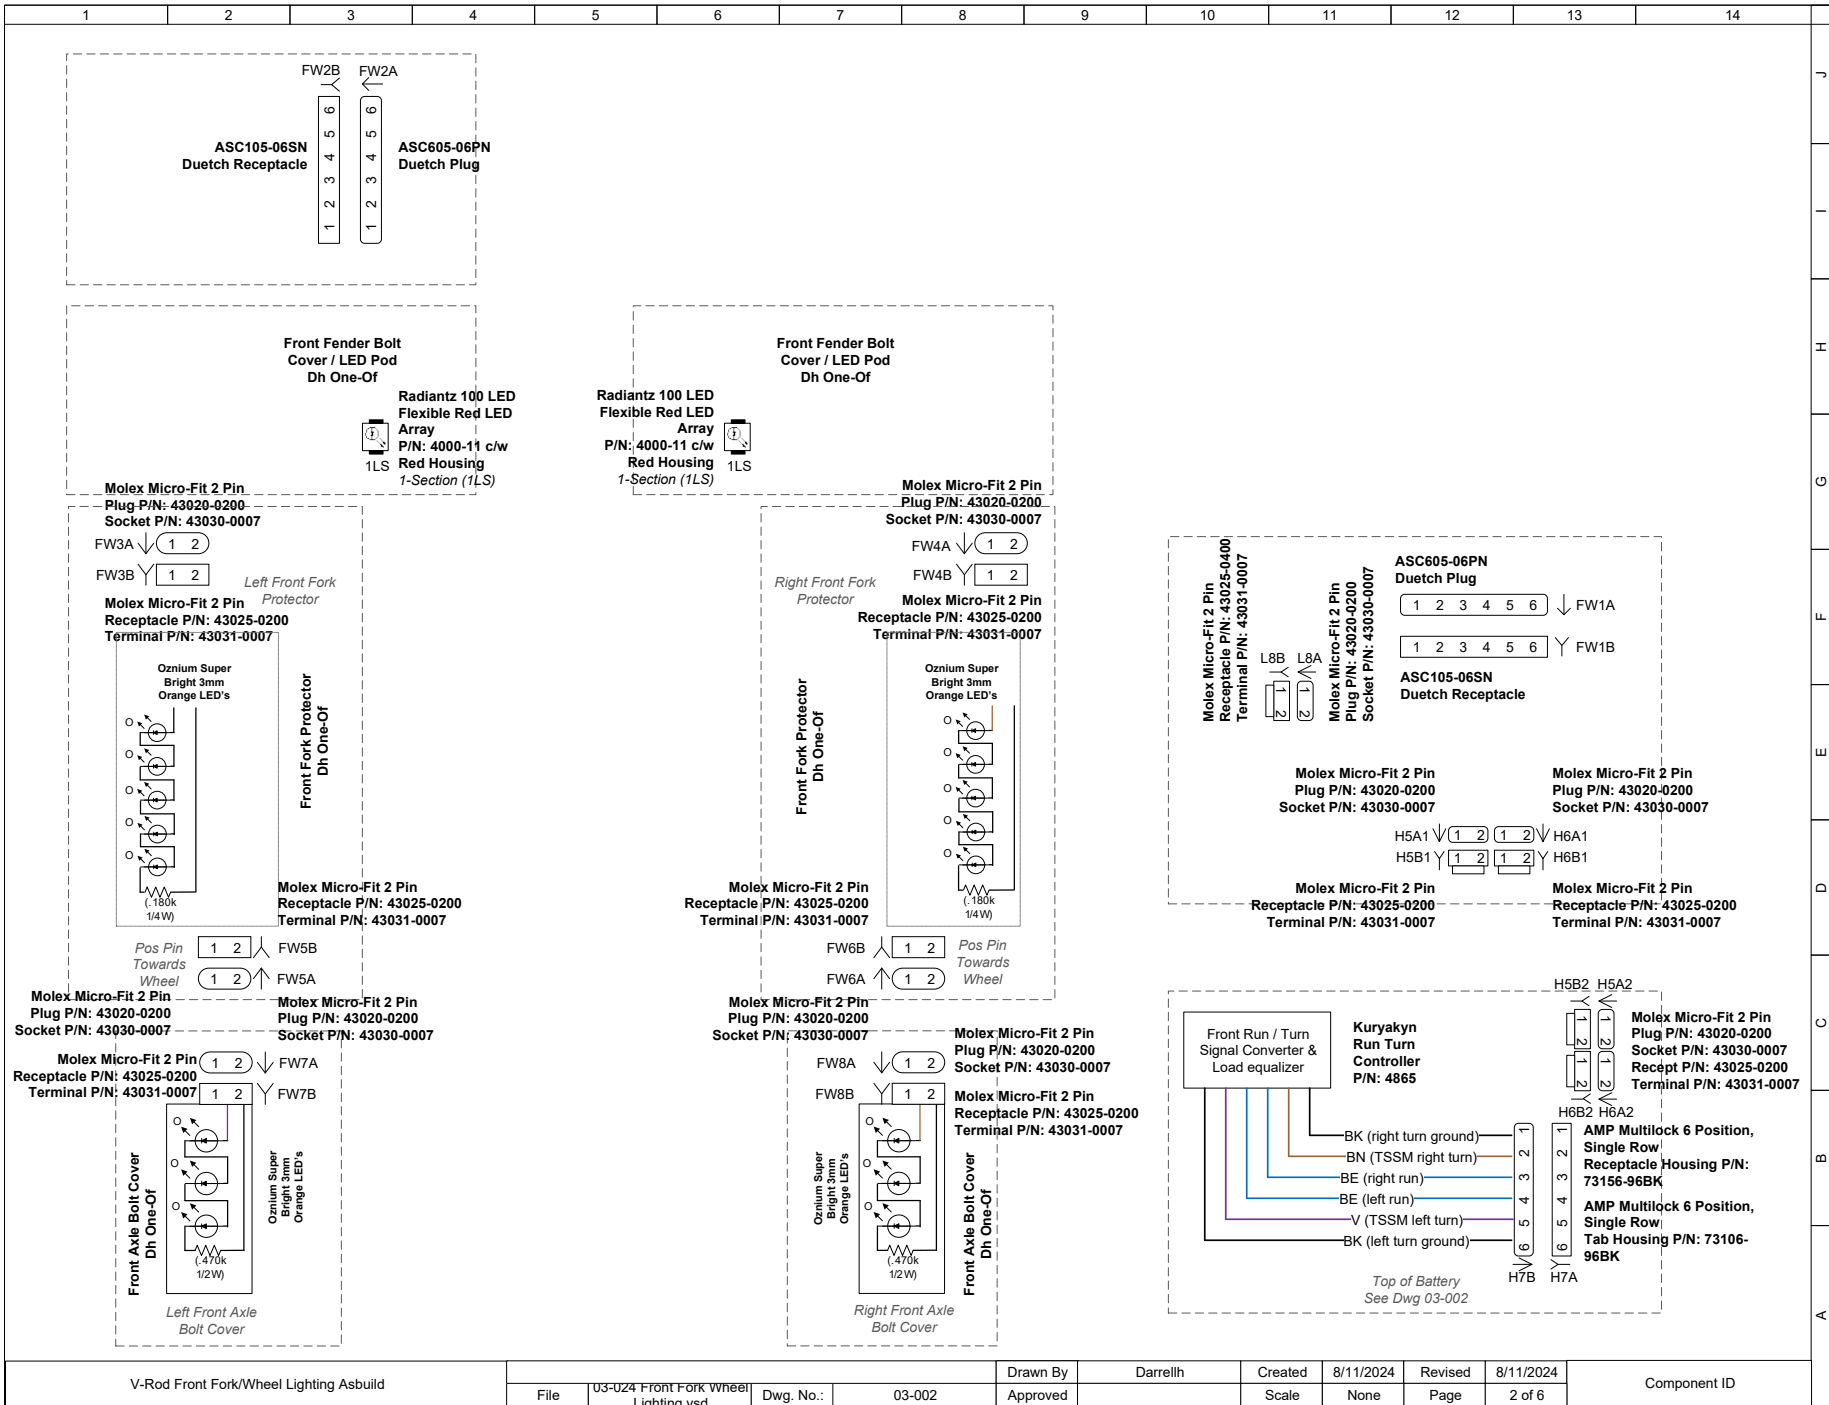 1 2 3 4 5 6 7 8 9 10 11 12 13 14
J
I
H
G
F
E
D
C
B
A
FW2B FW2A
ASC105-06SN
Duetch Receptacle
1 2 3 4 5 6
1 2 3 4 5 6
ASC605-06PN
Duetch Plug
Front Fender Bolt
Cover / LED Pod
Dh One-Of
Radiantz 100 LED
Flexible Red LED
Array
P/N: 4000-11 c/w
Red Housing
1-Section (1LS)
1LS
Front Fender Bolt
Cover / LED Pod
Dh One-Of
Radiantz 100 LED
Flexible Red LED
Array
P/N: 4000-11 c/w
Red Housing
1-Section (1LS)
1LS
Molex Micro-Fit 2 Pin
Plug P/N: 43020-0200
Socket P/N: 43030-0007
FW3A 1 2
FW3B 1 2
Left Front Fork
Protector
Molex Micro-Fit 2 Pin
Receptacle P/N: 43025-0200
Terminal P/N: 43031-0007
Oznium Super
Bright 3mm
Orange LED's
O
O
O
O
O
(.180k
1/4W)
Front Fork Protector
Dh One-Of
Molex Micro-Fit 2 Pin
Receptacle P/N: 43025-0200
Terminal P/N: 43031-0007
Pos Pin
Towards
Wheel
1 2 FW5B
1 2 FW5A
Molex Micro-Fit 2 Pin
Plug P/N: 43020-0200
Socket P/N: 43030-0007
Molex Micro-Fit 2 Pin
Plug P/N: 43020-0200
Socket P/N: 43030-0007
Molex Micro-Fit 2 Pin
Receptacle P/N: 43025-0200
Terminal P/N: 43031-0007
1 2 FW7A
1 2 FW7B
O
O
O
(.470k
1/2W)
Front Axle Bolt Cover
Dh One-Of
Oznium Super
Bright 3mm
Orange LED's
Left Front Axle
Bolt Cover
Molex Micro-Fit 2 Pin
Plug P/N: 43020-0200
Socket P/N: 43030-0007
FW4A 1 2
FW4B 1 2
Right Front Fork
Protector
Molex Micro-Fit 2 Pin
Receptacle P/N: 43025-0200
Terminal P/N: 43031-0007
Oznium Super
Bright 3mm
Orange LED's
O
O
O
O
O
(.180k
1/4W)
Front Fork Protector
Dh One-Of
Molex Micro-Fit 2 Pin
Receptacle P/N: 43025-0200
Terminal P/N: 43031-0007
FW6B 1 2
FW6A 1 2
Pos Pin
Towards
Wheel
Molex Micro-Fit 2 Pin
Plug P/N: 43020-0200
Socket P/N: 43030-0007
Molex Micro-Fit 2 Pin
Plug P/N: 43020-0200
Socket P/N: 43030-0007
FW8A 1 2
FW8B 1 2
Molex Micro-Fit 2 Pin
Receptacle P/N: 43025-0200
Terminal P/N: 43031-0007
O
O
O
(.470k
1/2W)
Oznium Super
Bright 3mm
Orange LED's
Front Axle Bolt Cover
Dh One-Of
Right Front Axle
Bolt Cover
Molex Micro-Fit 2 Pin
Receptacle P/N: 43025-0400
Terminal P/N: 43031-0007
L8B L8A
1 2
1 2
Molex Micro-Fit 2 Pin
Plug P/N: 43020-0200
Socket P/N: 43030-0007
ASC605-06PN
Duetch Plug
1 2 3 4 5 6 FW1A
1 2 3 4 5 6 FW1B
ASC105-06SN
Duetch Receptacle
Molex Micro-Fit 2 Pin
Plug P/N: 43020-0200
Socket P/N: 43030-0007
Molex Micro-Fit 2 Pin
Plug P/N: 43020-0200
Socket P/N: 43030-0007
H5A1 1 2 1 2 H6A1
H5B1 1 2 1 2 H6B1
Molex Micro-Fit 2 Pin
Receptacle P/N: 43025-0200
Terminal P/N: 43031-0007
Molex Micro-Fit 2 Pin
Receptacle P/N: 43025-0200
Terminal P/N: 43031-0007
Front Run / Turn
Signal Converter &
Load equalizer
Kuryakyn
Run Turn
Controller
P/N: 4865
H5B2 H5A2
1 2
1 2
1 2
1 2
H6B2 H6A2
Molex Micro-Fit 2 Pin
Plug P/N: 43020-0200
Socket P/N: 43030-0007
Recept P/N: 43025-0200
Terminal P/N: 43031-0007
BK (right turn ground)
BN (TSSM right turn)
BE (right run)
BE (left run)
V (TSSM left turn)
BK (left turn ground)
1 2 3 4 5 6
1 2 3 4 5 6
H7B H7A
AMP Multilock 6 Position,
Single Row
Receptacle Housing P/N:
73156-96BK
AMP Multilock 6 Position,
Single Row
Tab Housing P/N: 73106-
96BK
Top of Battery
See Dwg 03-002
V-Rod Front Fork/Wheel Lighting Asbuild
File
03-024 Front Fork Wheel
Lighting.vsd
Dwg. No.: 03-002
Drawn By Darrellh Created 8/11/2024 Revised 8/11/2024
Approved Scale None Page 2 of 6
Component ID